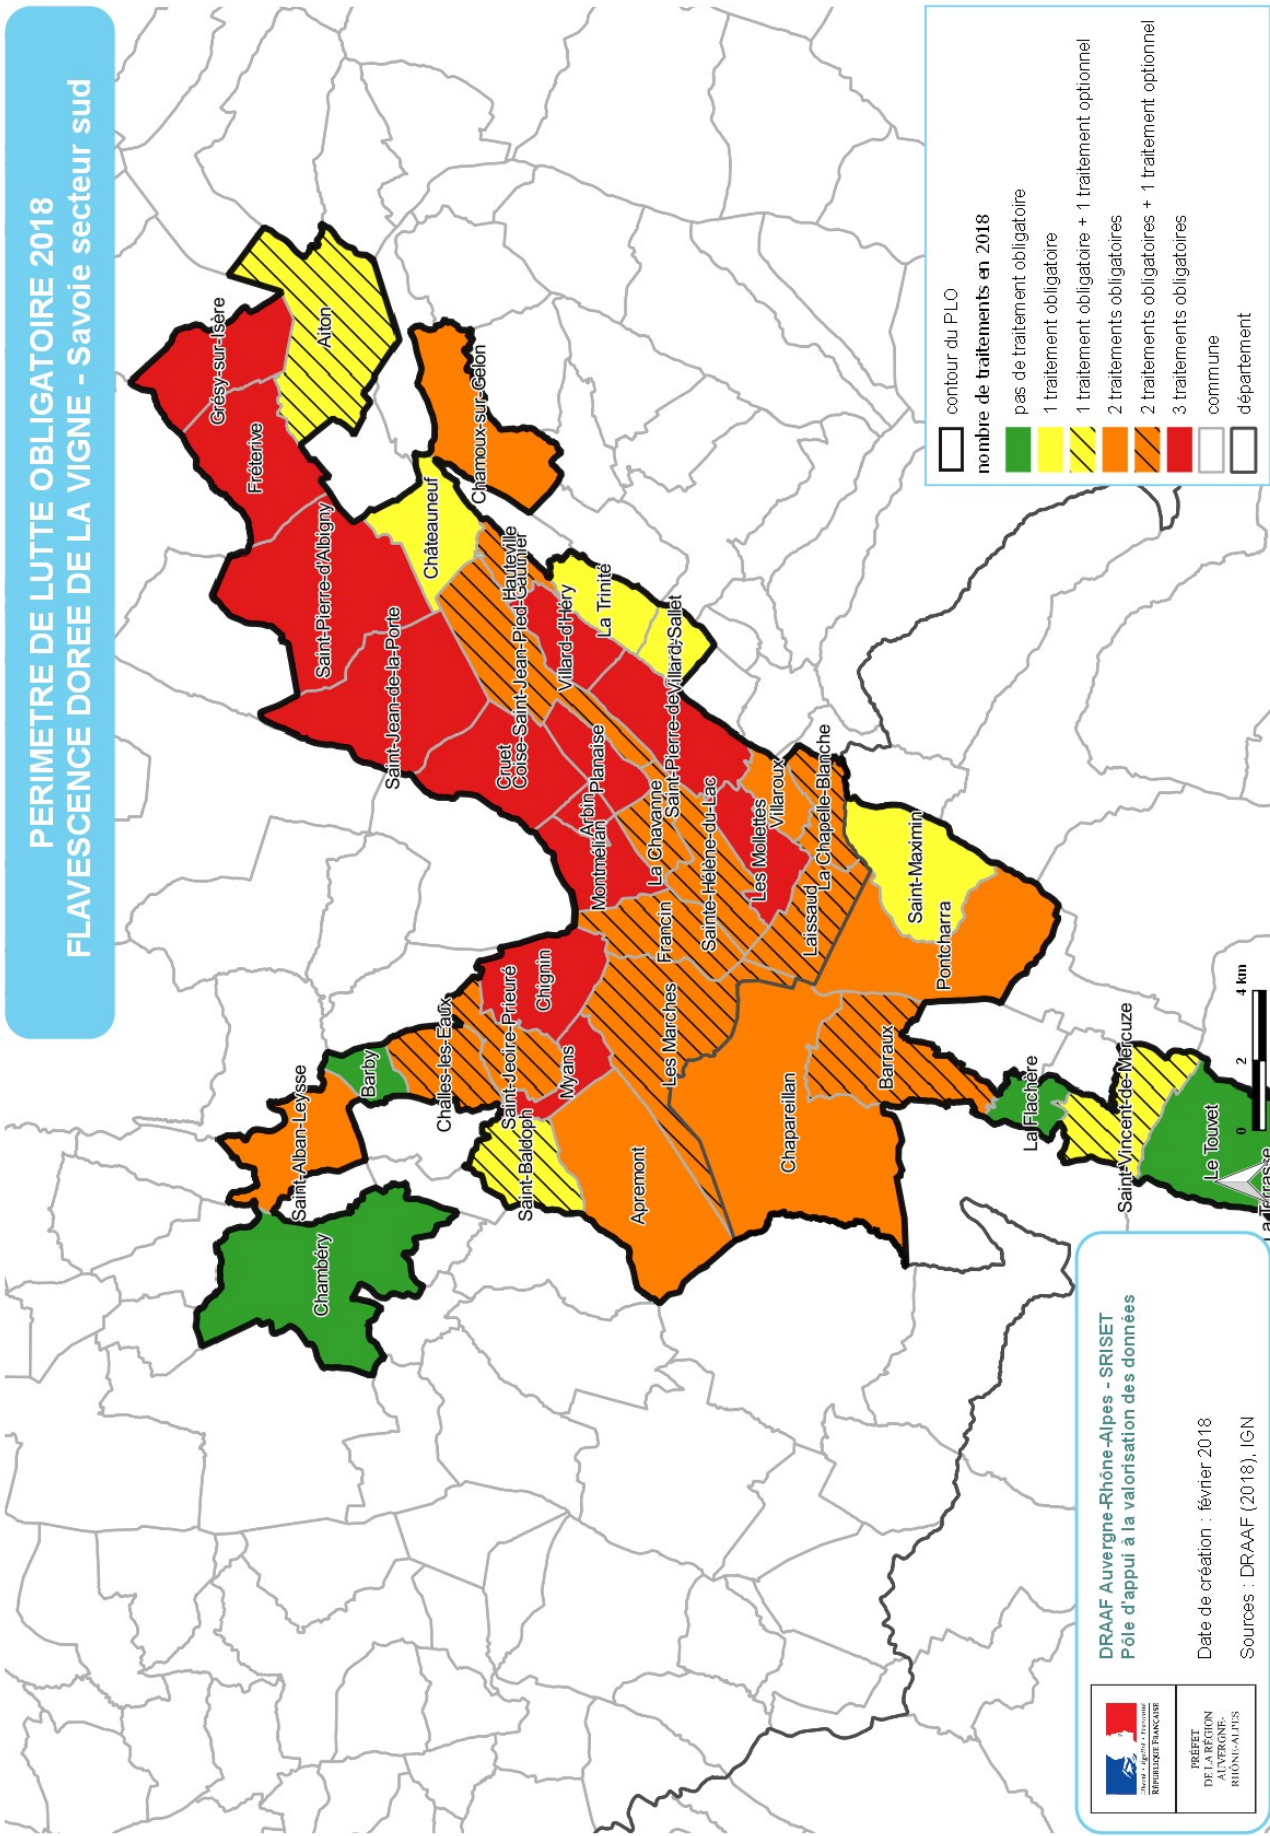 PERIMETRE DE LUTTE OBLIGATOIRE 2018
FLAVESCENCE DOREE DE LA VIGNE - Savoie secteur sud
Grésy-sur-Isère
Aiton
Fréterive
Chamoux-sur-Gelon
Saint-Pierre-d'Albigny
Châteauneuf
Saint-Jean-de-la-Porte
Hauteville
Coise-Saint-Jean-Pied-Gauthier
Villard-d'Héry
La Trinité
Villard-Sallet
Cruet
Saint-Pierre-de
Planaise
Arbin
Montmélian
La Chavanne
Sainte-Hélène-du-Lac
Les Mollettes
Villaroux
La Chapelle-Blanche
Laissaud
Francin
Saint-Maximin
Pontcharra
Chignin
Saint-Jeoire-Prieuré
Challes-les-Eaux
Barby
Saint-Alban-Leysse
Chambéry
Myans
Les Marches
Saint-Baldoph
Apremont
Chapareillan
Barraux
La Flachère
Saint-Vincent-de-Mercuze
Le Touvet
La Terrasse
0 2 4 km
contour du PLO
nombre de traitements en 2018
pas de traitement obligatoire
1 traitement obligatoire
1 traitement obligatoire + 1 traitement optionnel
2 traitements obligatoires
2 traitements obligatoires + 1 traitement optionnel
3 traitements obligatoires
commune
département
DRAAF Auvergne-Rhône-Alpes - SRISET
Pôle d'appui à la valorisation des données
Date de création : février 2018
Sources : DRAAF (2018), IGN
Liberté • Égalité • Fraternité
RÉPUBLIQUE FRANÇAISE
PRÉFET
DE LA RÉGION
AUVERGNE-
RHÔNE-ALPES